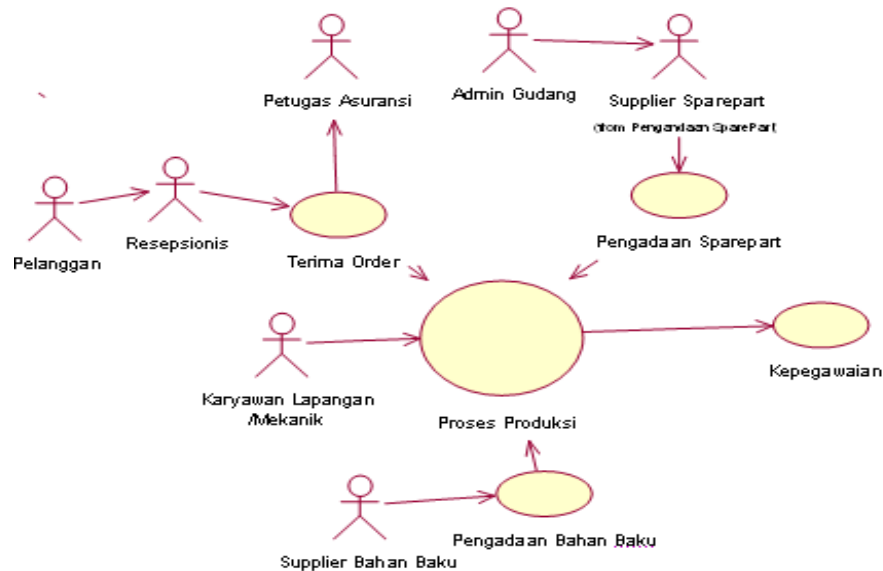 Petugas Asuransi
Admin Gudang
Supplier Sparepart
(from Pengandaan SparePart)
Pelanggan
Resepsionis
Terima Order
Pengadaan Sparepart
Karyawan Lapangan
/Mekanik
Proses Produksi
Kepegawaian
Supplier Bahan Baku
Pengadaan Bahan Baku